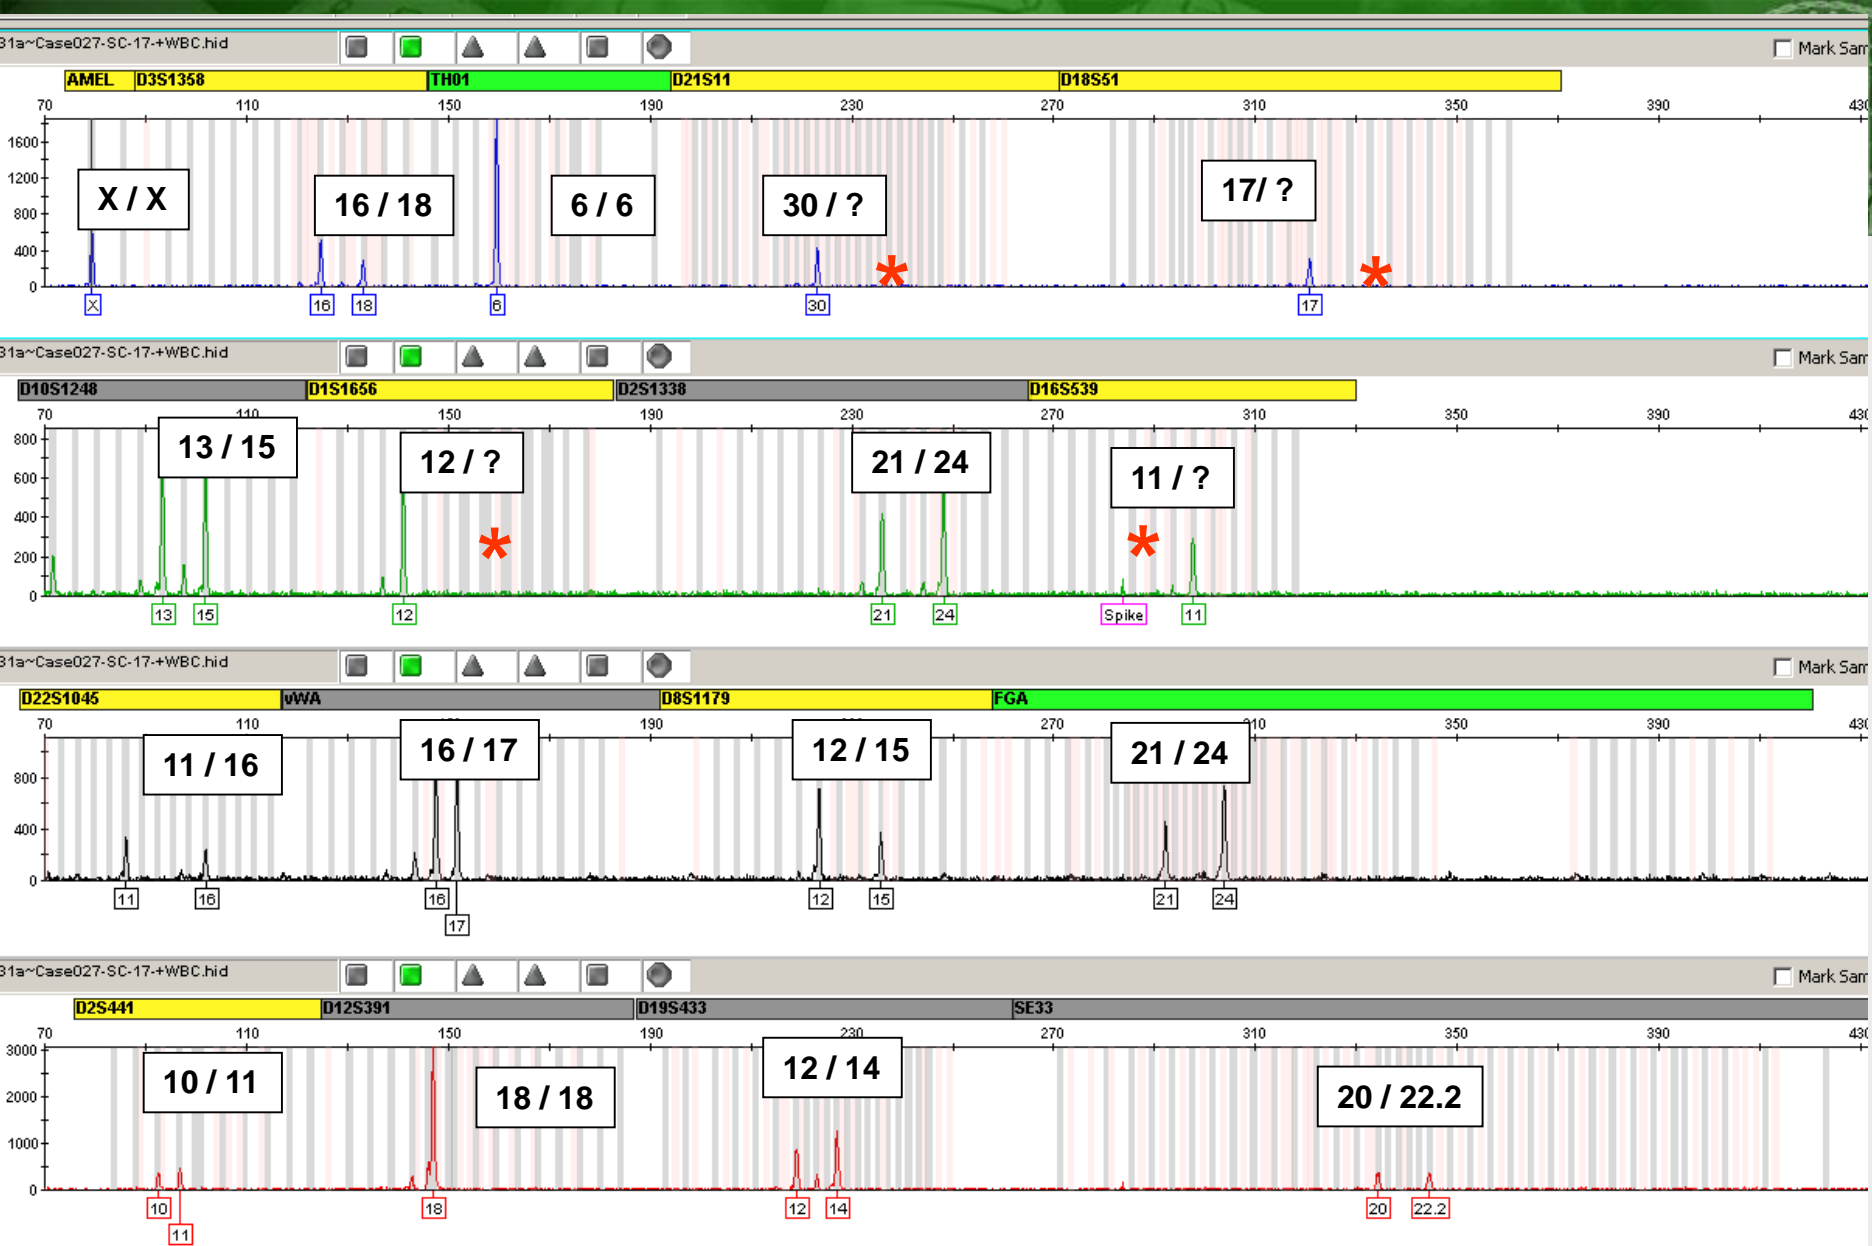 31a~Case027-SC-17-+WBC.hid Mark Sam
AMEL D3S1358 TH01 D21S11 D18S51
70 110 150 190 230 270 310 350 390 430
1600
1200
800
400
0
X / X 16 / 18 6 / 6 30 / ? 17/ ?
* *
X 16 18 6 30 17
31a~Case027-SC-17-+WBC.hid Mark Sam
D10S1248 D1S1656 D2S1338 D16S539
70 110 150 190 230 270 310 350 390 430
800
600
400
200
0
13 / 15 12 / ? 21 / 24 11 / ?
* *
13 15 12 21 24 Spike 11
31a~Case027-SC-17-+WBC.hid Mark Sam
D22S1045 vWA D8S1179 FGA
70 110 190 270 310 350 390 430
800
400
0
11 / 16 16 / 17 12 / 15 21 / 24
11 16 16 12 15 21 24
17
31a~Case027-SC-17-+WBC.hid Mark Sam
D2S441 D12S391 D19S433 SE33
70 110 150 190 230 270 310 350 390 430
3000
2000
1000
0
10 / 11 18 / 18 12 / 14 20 / 22.2
10 18 12 14 20 22.2
11